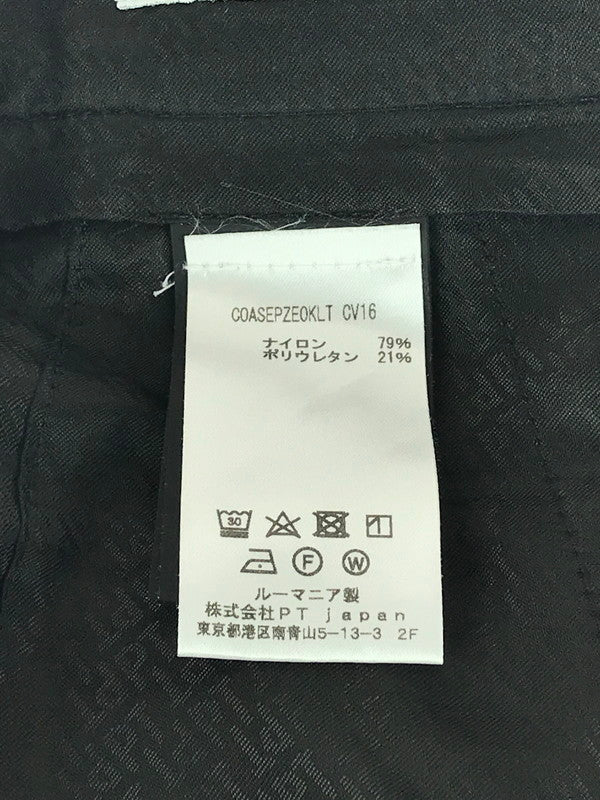 COASEPZEOKLT CV16
ナイロン 79%
ポリウレタン 21%
30
F W
ルーマニア製
株式会社PT japan
東京都港区南青山5-13-3 2F